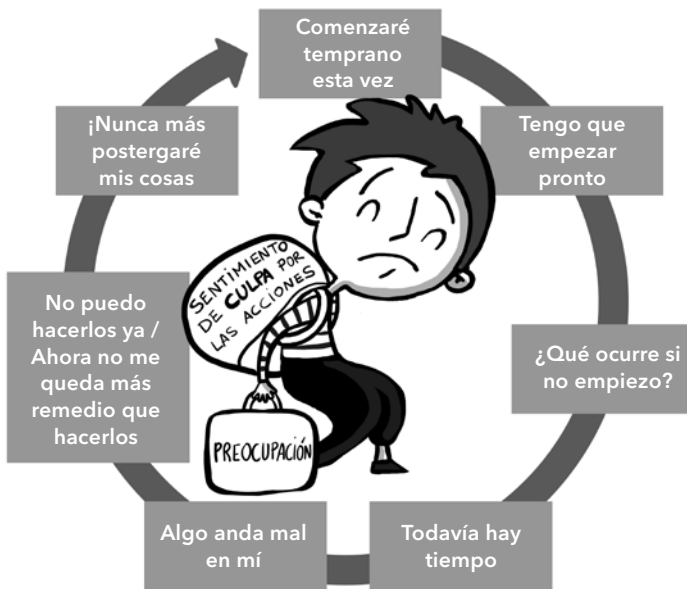 Comenzaré
temprano
esta vez
Tengo que
empezar
pronto
¿Qué ocurre si
no empiezo?
Todavía hay
tiempo
Algo anda mal
en mí
No puedo
hacerlos ya /
Ahora no me
queda más
remedio que
hacerlos
¡Nunca más
postergaré
mis cosas
SENTIMIENTO
DE CULPA POR
LAS ACCIONES
PREOCUPACIÓN